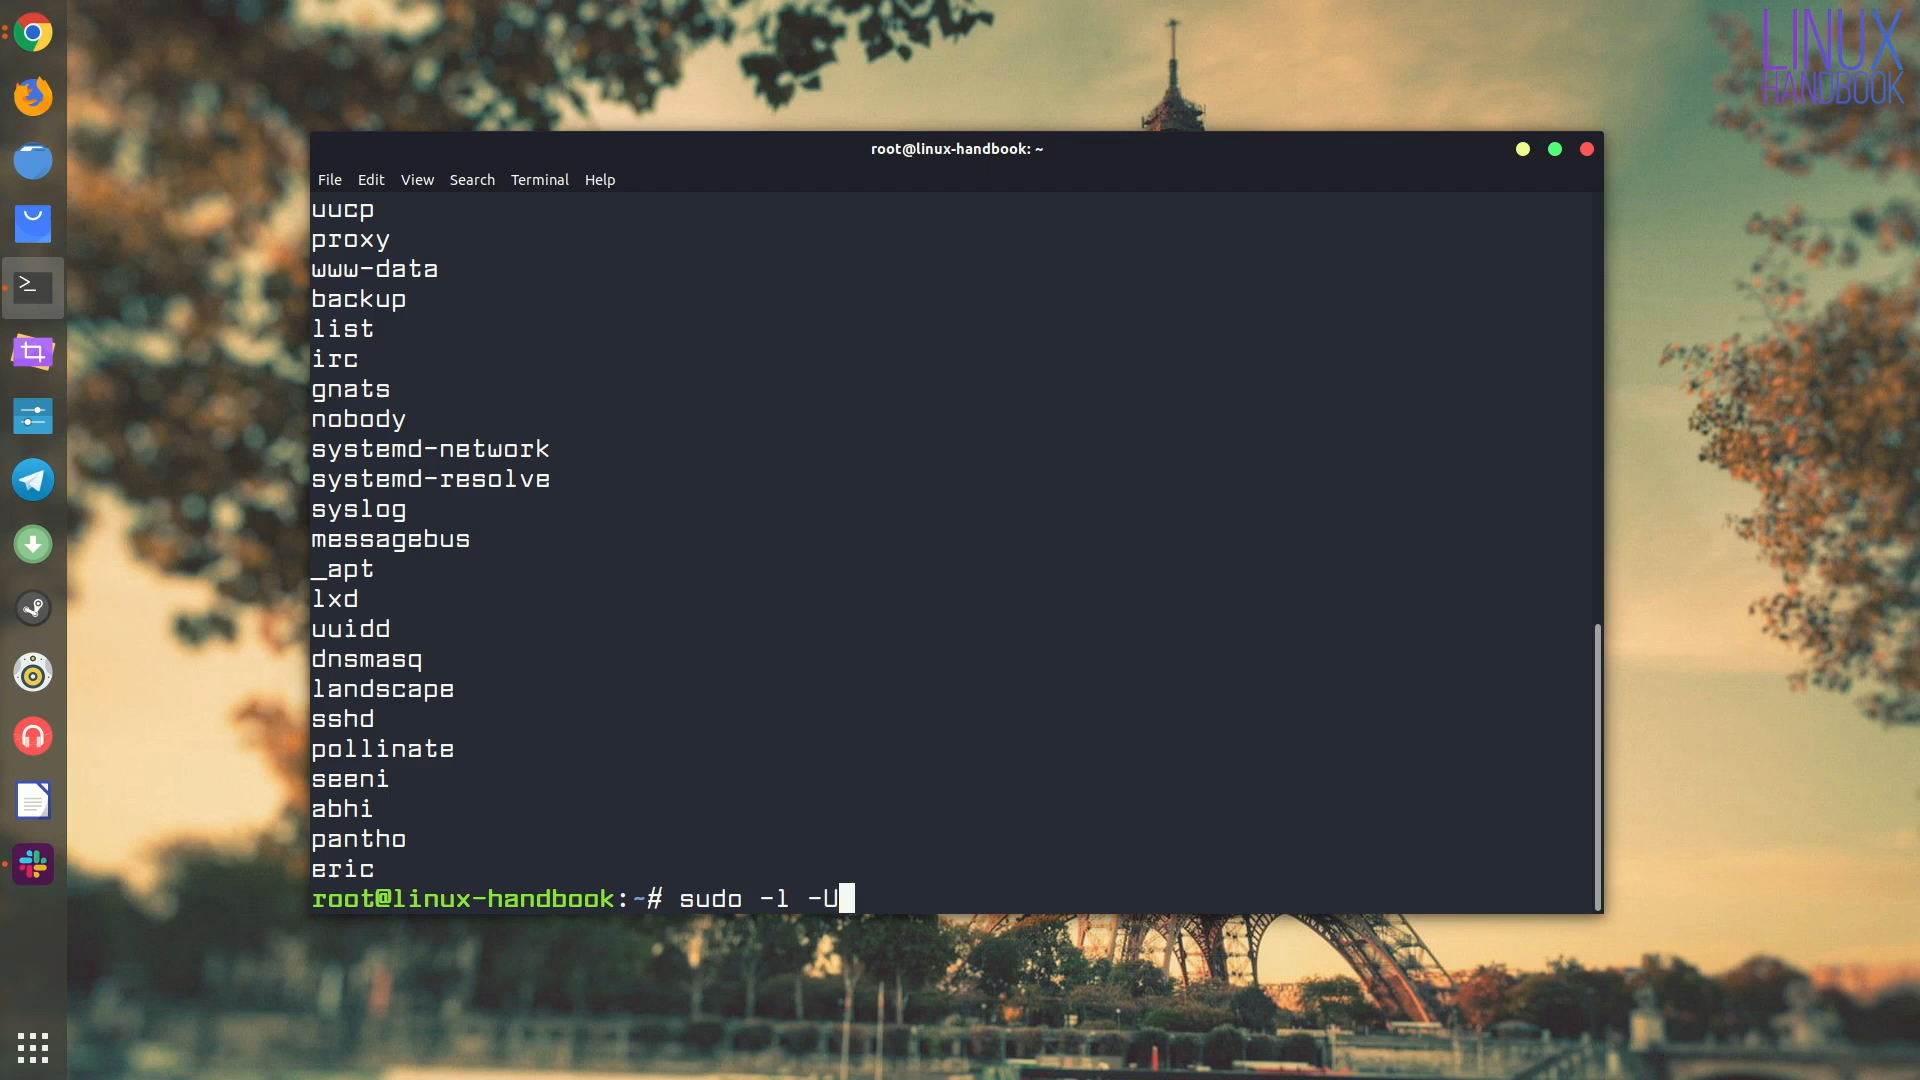 LINUX
HANDBOOK
root@linux-handbook: ~
File Edit View Search Terminal Help
uucp
proxy
www-data
backup
list
irc
gnats
nobody
systemd-network
systemd-resolve
syslog
messagebus
_apt
lxd
uuidd
dnsmasq
landscape
sshd
pollinate
seeni
abhi
pantho
eric
root@linux-handbook:~# sudo -l -U